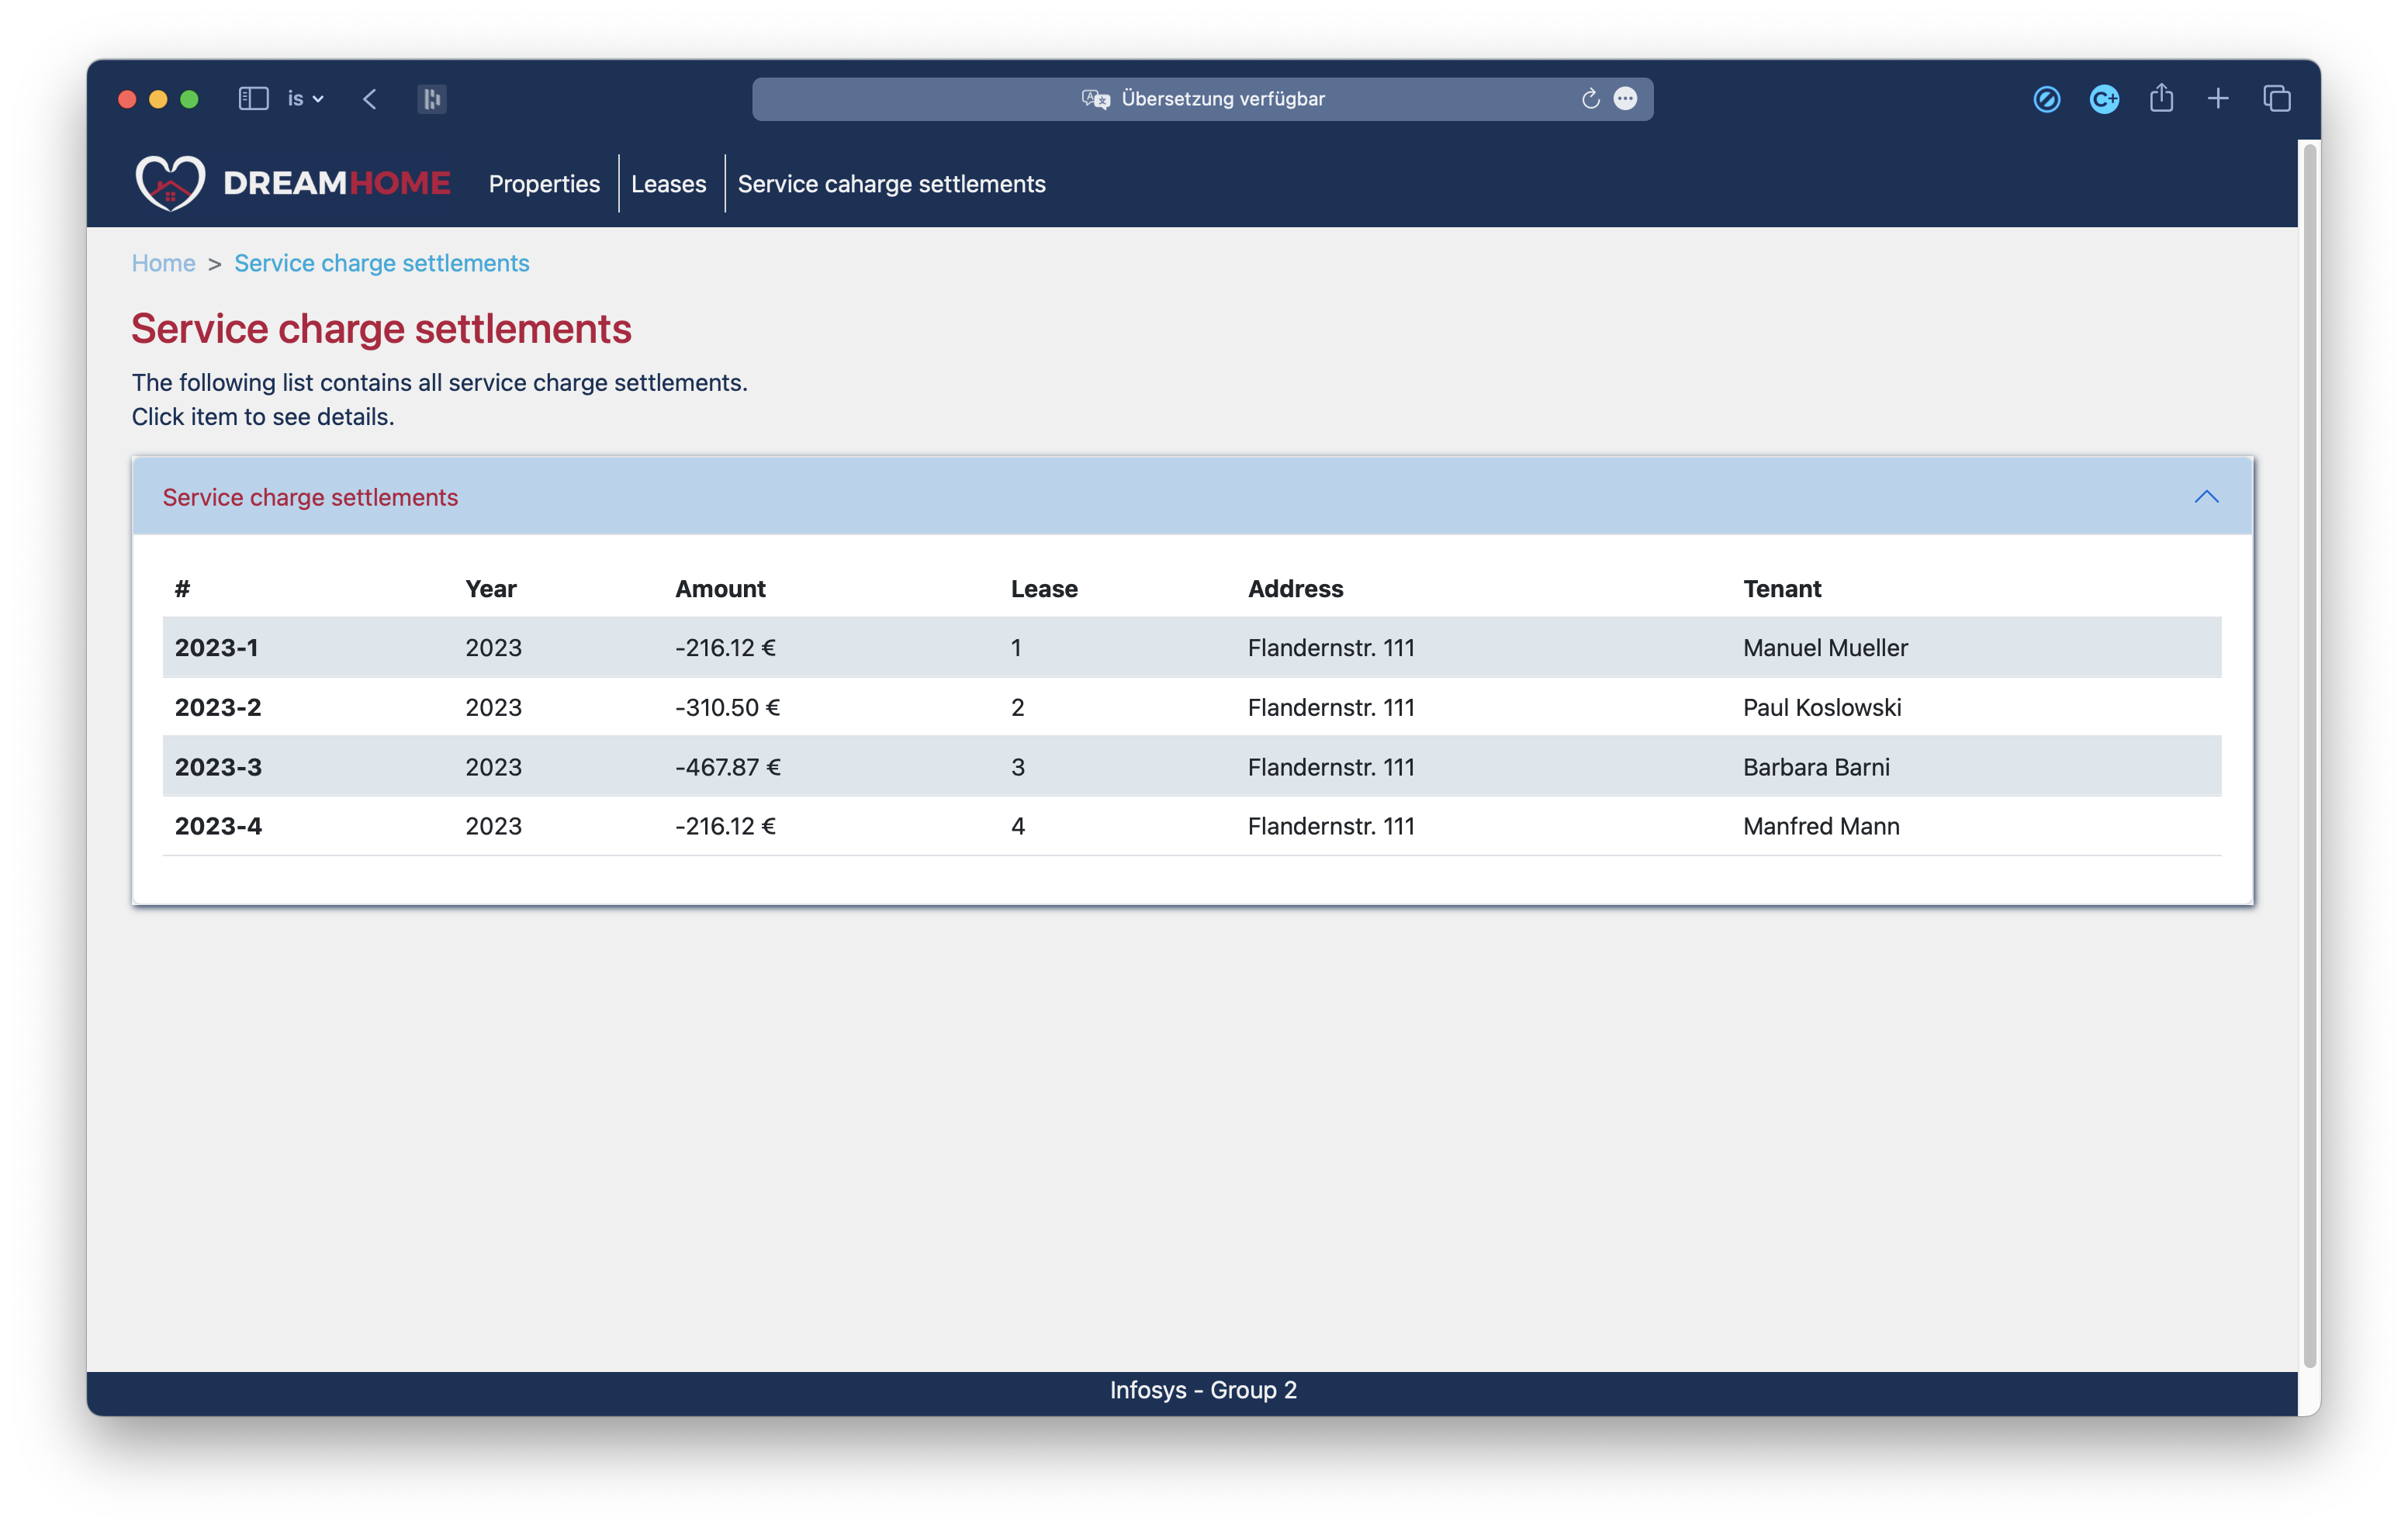 is
Übersetzung verfügbar
DREAMHOME Properties Leases Service caharge settlements
Home > Service charge settlements
Service charge settlements
The following list contains all service charge settlements.
Click item to see details.
Service charge settlements
# Year Amount Lease Address Tenant
2023-1 2023 -216.12 € 1 Flandernstr. 111 Manuel Mueller
2023-2 2023 -310.50 € 2 Flandernstr. 111 Paul Koslowski
2023-3 2023 -467.87 € 3 Flandernstr. 111 Barbara Barni
2023-4 2023 -216.12 € 4 Flandernstr. 111 Manfred Mann
Infosys - Group 2